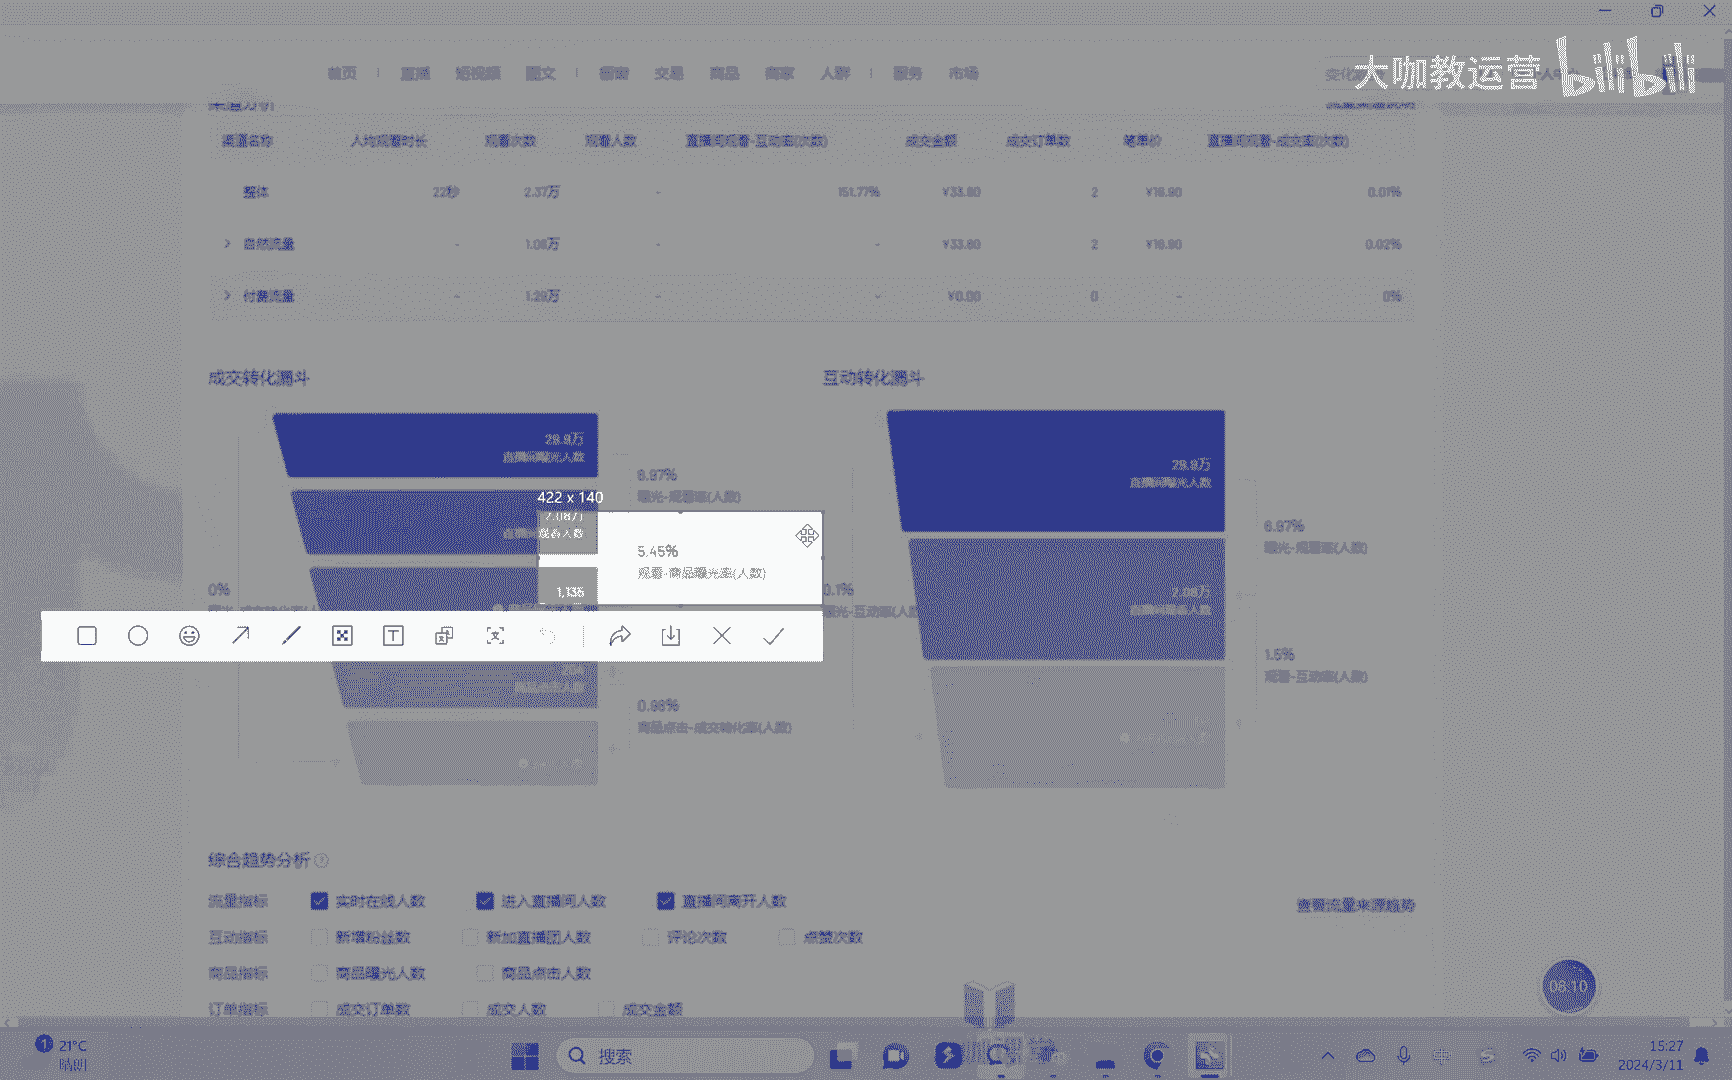 大咖教运营 bilibili
首页 直播 短视频 图文 橱窗 交易 商品 商家 人群 服务 市场
渠道名称 人均观看时长 观看次数 观看人数 直播间观看-互动率(次数) 成交金额 成交订单数 笔单价 直播间观看-成交率(次数)
整体 22秒 2.37万 - 151.77% ¥33.80 2 ¥16.90 0.01%
自然流量 - 1.08万 - - ¥33.80 2 ¥16.90 0.02%
付费流量 - 1.29万 - - ¥0.00 0 - 0%
成交转化漏斗 互动转化漏斗
29.9万
直播间曝光人数
6.97%
曝光-观看率(人数)
422 x 140
观看人数
5.45%
观看-商品曝光率(人数)
1,136
0%
0.98%
商品点击-成交转化率(人数)
29.9万
直播间曝光人数
6.97%
曝光-观看率(人数)
2.08万
0.1%
曝光-互动率(人数
1.5%
观看-互动率(人数)
综合趋势分析
流量指标 实时在线人数 进入直播间人数 直播间离开人数
查看流量来源趋势
互动指标 新增粉丝数 新加直播团人数 评论次数 点赞次数
商品指标 商品曝光人数 商品点击人数
订单指标 成交订单数 成交人数 成交金额
08:10
1 21°C
晴朗
搜索
中
15:27
2024/3/11